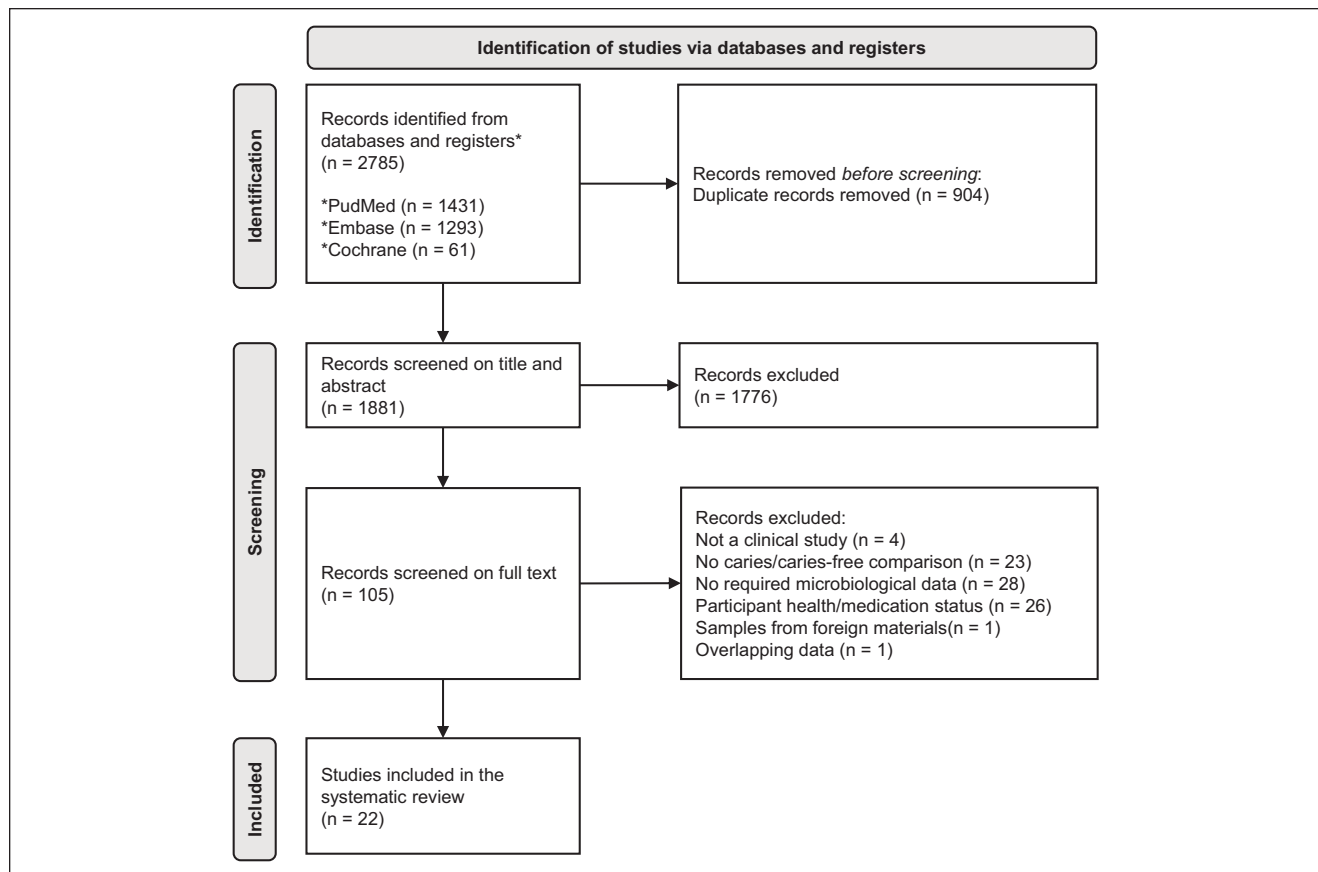 Identification of studies via databases and registers
Identification
Records identified from
databases and registers*
(n = 2785)
*PudMed (n = 1431)
*Embase (n = 1293)
*Cochrane (n = 61)
Records removed before screening:
Duplicate records removed (n = 904)
Screening
Records screened on title and
abstract
(n = 1881)
Records excluded
(n = 1776)
Records screened on full text
(n = 105)
Records excluded:
Not a clinical study (n = 4)
No caries/caries-free comparison (n = 23)
No required microbiological data (n = 28)
Participant health/medication status (n = 26)
Samples from foreign materials(n = 1)
Overlapping data (n = 1)
Included
Studies included in the
systematic review
(n = 22)